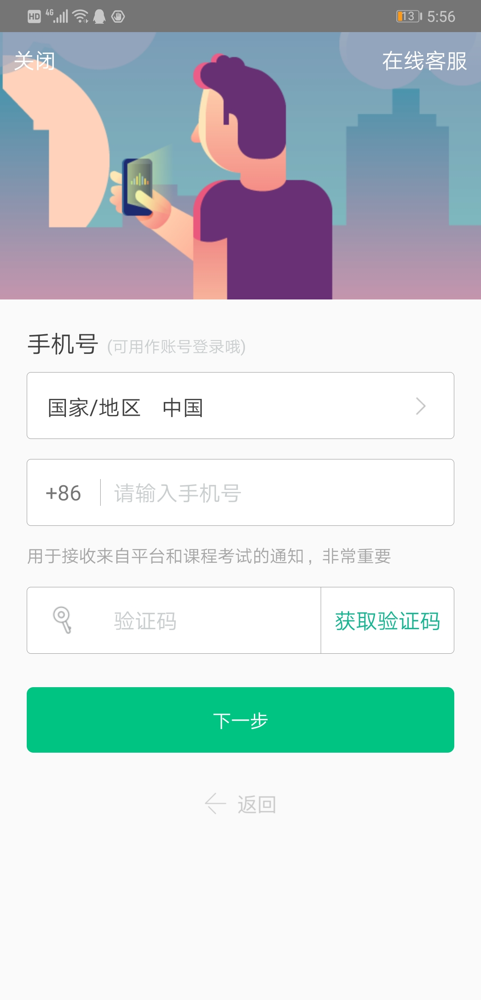 HD 4G 13 5:56
关闭 在线客服
手机号 (可用作账号登录哦)
国家/地区 中国
+86 请输入手机号
用于接收来自平台和课程考试的通知，非常重要
验证码 获取验证码
下一步
返回